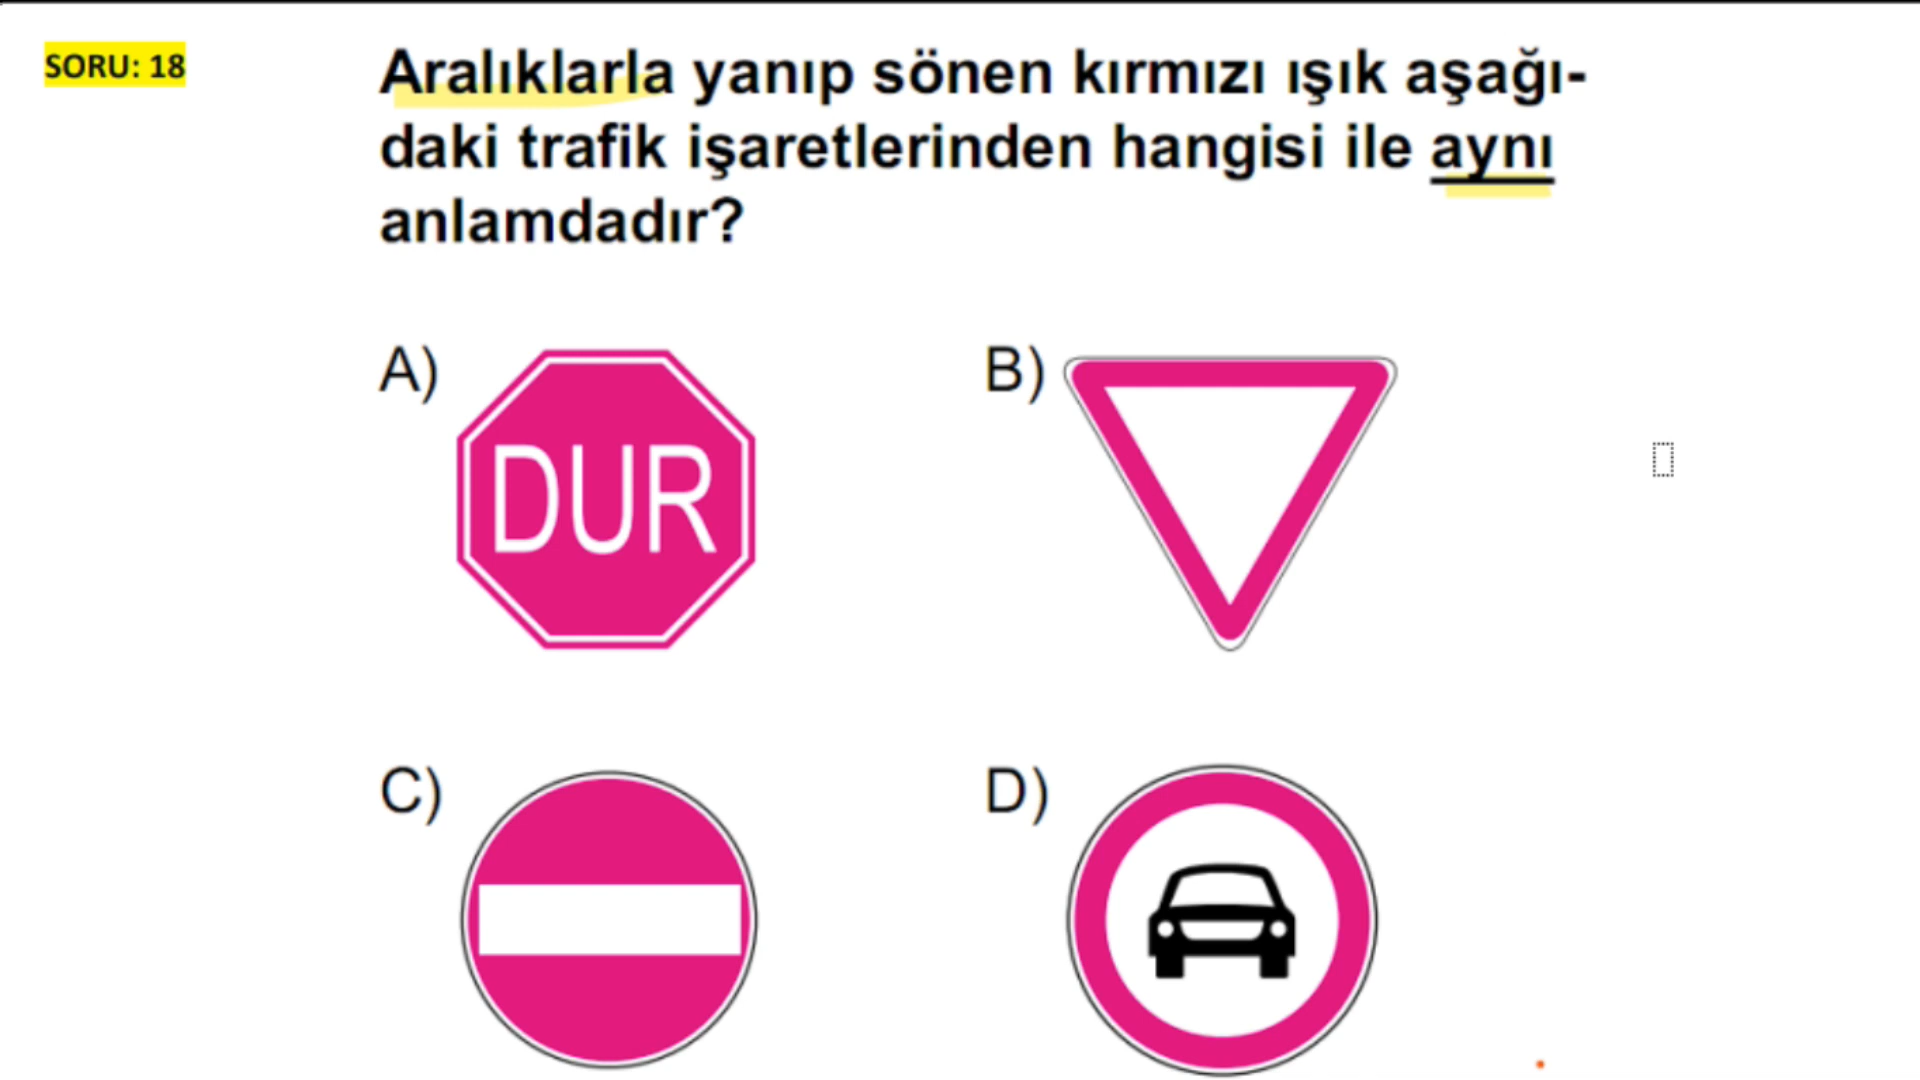 SORU: 18
Aralıklarla yanıp sönen kırmızı ışık aşağı-
daki trafik işaretlerinden hangisi ile aynı
anlamdadır?
A)
DUR
B)
C)
D)